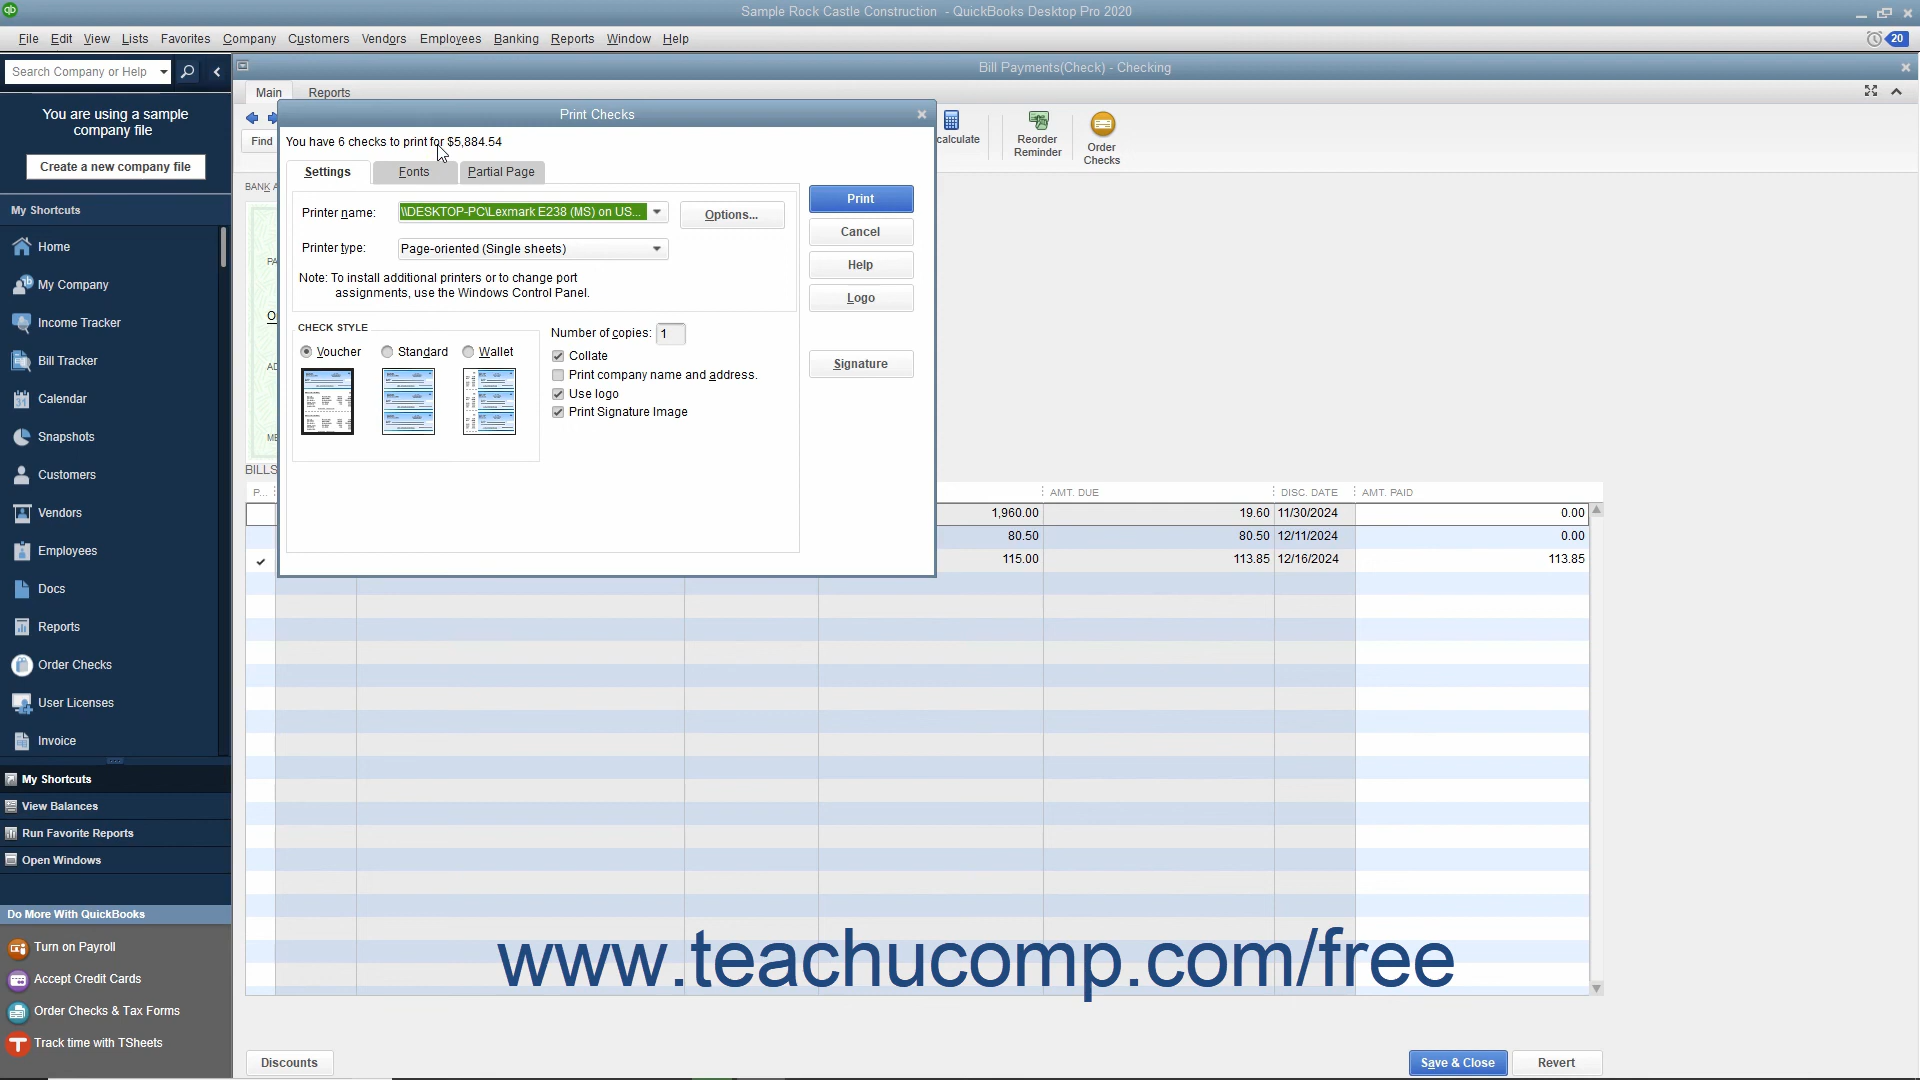 Sample Rock Castle Construction - QuickBooks Desktop Pro 2020
File Edit View Lists Favorites Company Customers Vendors Employees Banking Reports Window Help
20
Search Company or Help
Bill Payments(Check) - Checking
You are using a sample
company file
Create a new company file
Main Reports
Find
calculate
Reorder
Reminder
Order
Checks
BANK A
Print Checks
You have 6 checks to print for $5,884.54
Settings Fonts Partial Page
Printer name: \\DESKTOP-PC\Lexmark E238 (MS) on US... Options...
Printer type: Page-oriented (Single sheets)
Note: To install additional printers or to change port
assignments, use the Windows Control Panel.
CHECK STYLE
Voucher Standard Wallet
Number of copies: 1
Collate
Print company name and address.
Use logo
Print Signature Image
Print
Cancel
Help
Logo
Signature
My Shortcuts
Home
My Company
Income Tracker
Bill Tracker
Calendar
31
Snapshots
Customers
Vendors
Employees
Docs
Reports
Order Checks
User Licenses
Invoice
My Shortcuts
View Balances
Run Favorite Reports
Open Windows
Do More With QuickBooks
Turn on Payroll
Accept Credit Cards
Order Checks & Tax Forms
Track time with TSheets
PA
O
AD
ME
BILLS
P... AMT. DUE DISC. DATE AMT. PAID
1,960.00 19.60 11/30/2024 0.00
80.50 80.50 12/11/2024 0.00
115.00 113.85 12/16/2024 113.85
www.teachucomp.com/free
Discounts Save & Close Revert